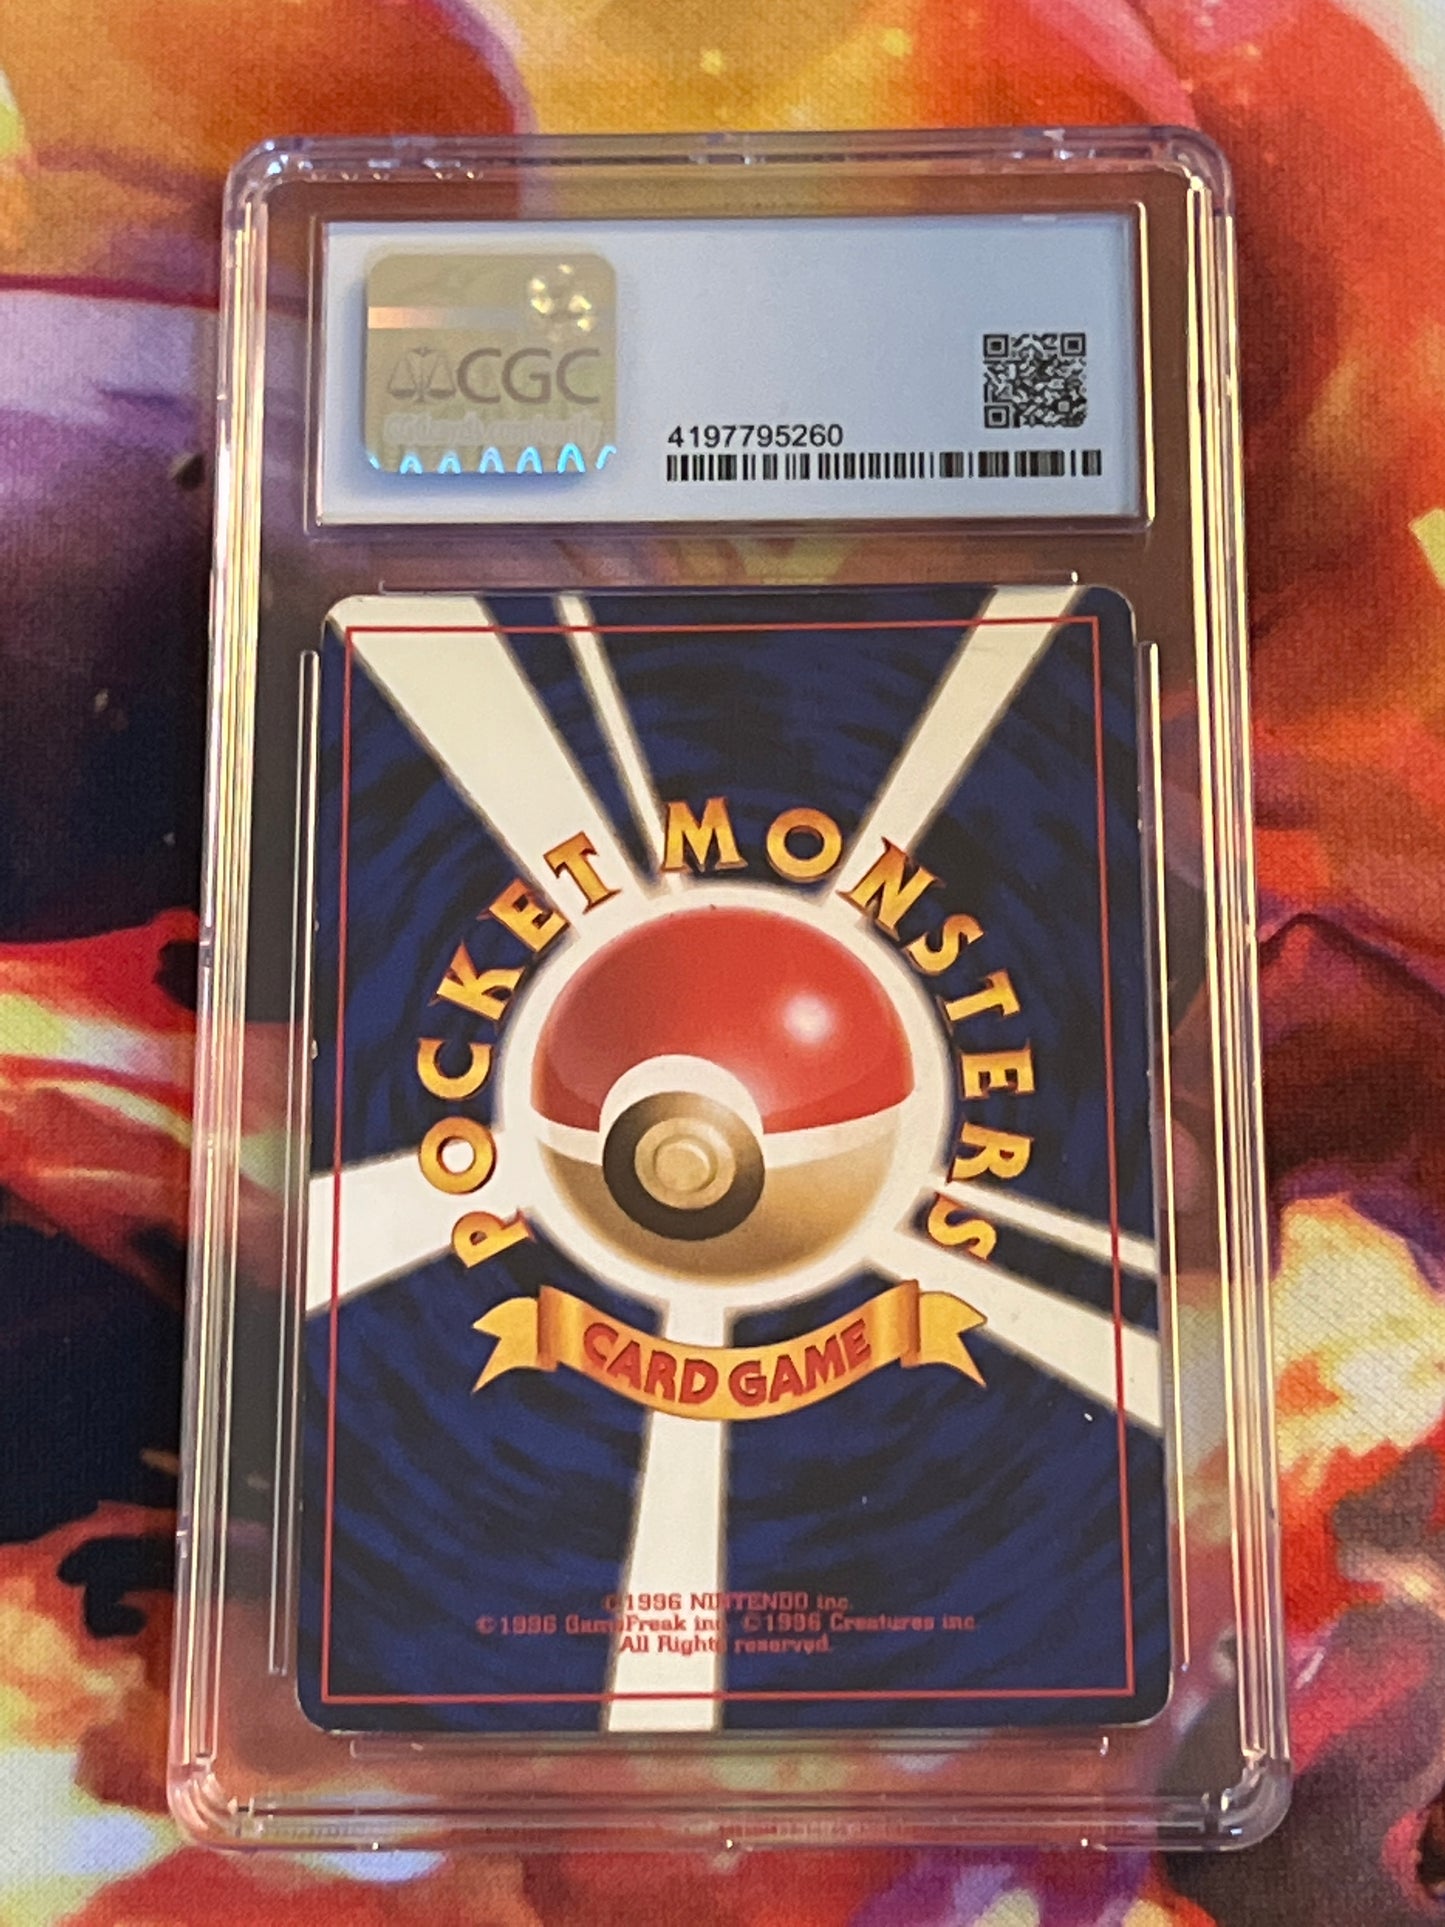 CGC
4197795260
POCKET MONSTERS
CARD GAME
©1996 NINTENDO inc.
©1996 GameFreak inc. ©1996 Creatures inc.
All Rights reserved.